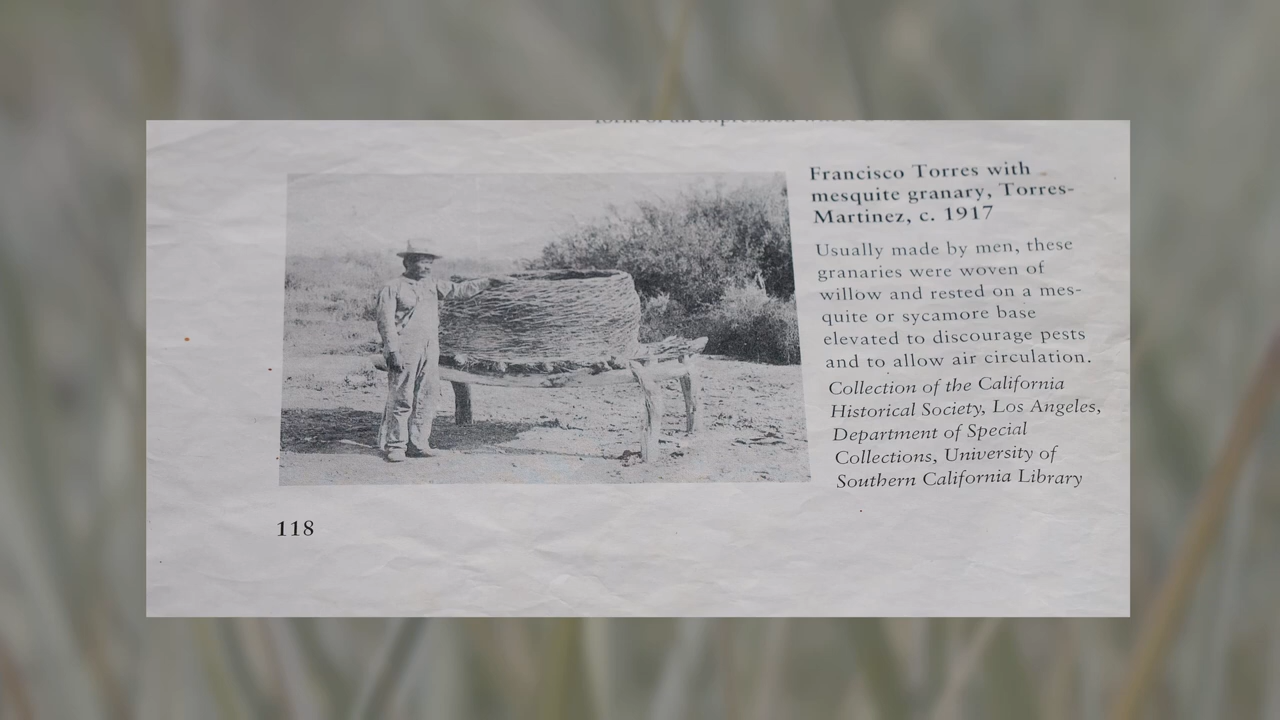 Francisco Torres with
mesquite granary, Torres-
Martinez, c. 1917
Usually made by men, these
granaries were woven of
willow and rested on a mes-
quite or sycamore base
elevated to discourage pests
and to allow air circulation.
Collection of the California
Historical Society, Los Angeles,
Department of Special
Collections, University of
Southern California Library
118